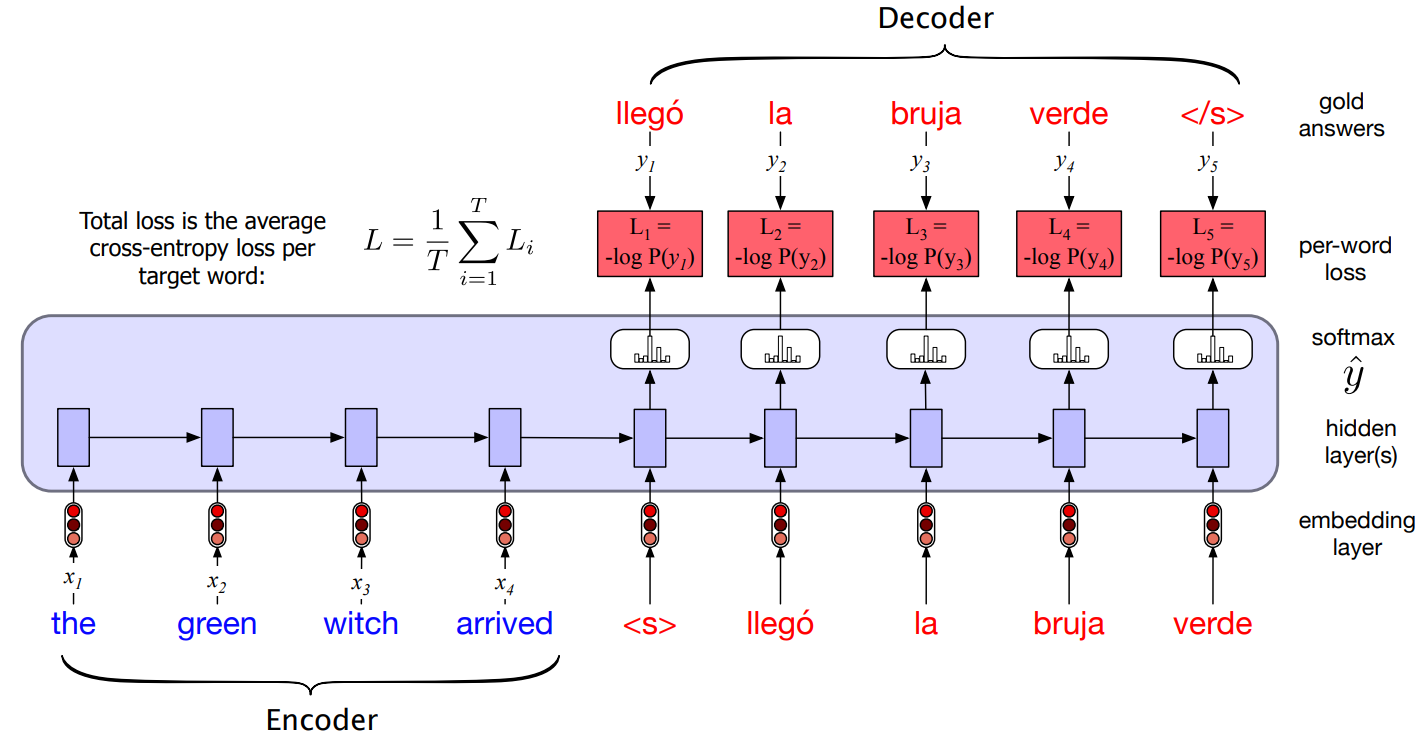 Decoder
llegó la bruja verde </s>
gold
answers
y1 y2 y3 y4 y5
Total loss is the average
cross-entropy loss per
target word:
L = 1/T T∑i=1 Li
L1 = L2 = L3 = L4 = L5 =
-log P(y1) -log P(y2) -log P(y3) -log P(y4) -log P(y5)
per-word
loss
softmax
ŷ
hidden
layer(s)
embedding
layer
x1 x2 x3 x4
the green witch arrived <s> llegó la bruja verde
Encoder